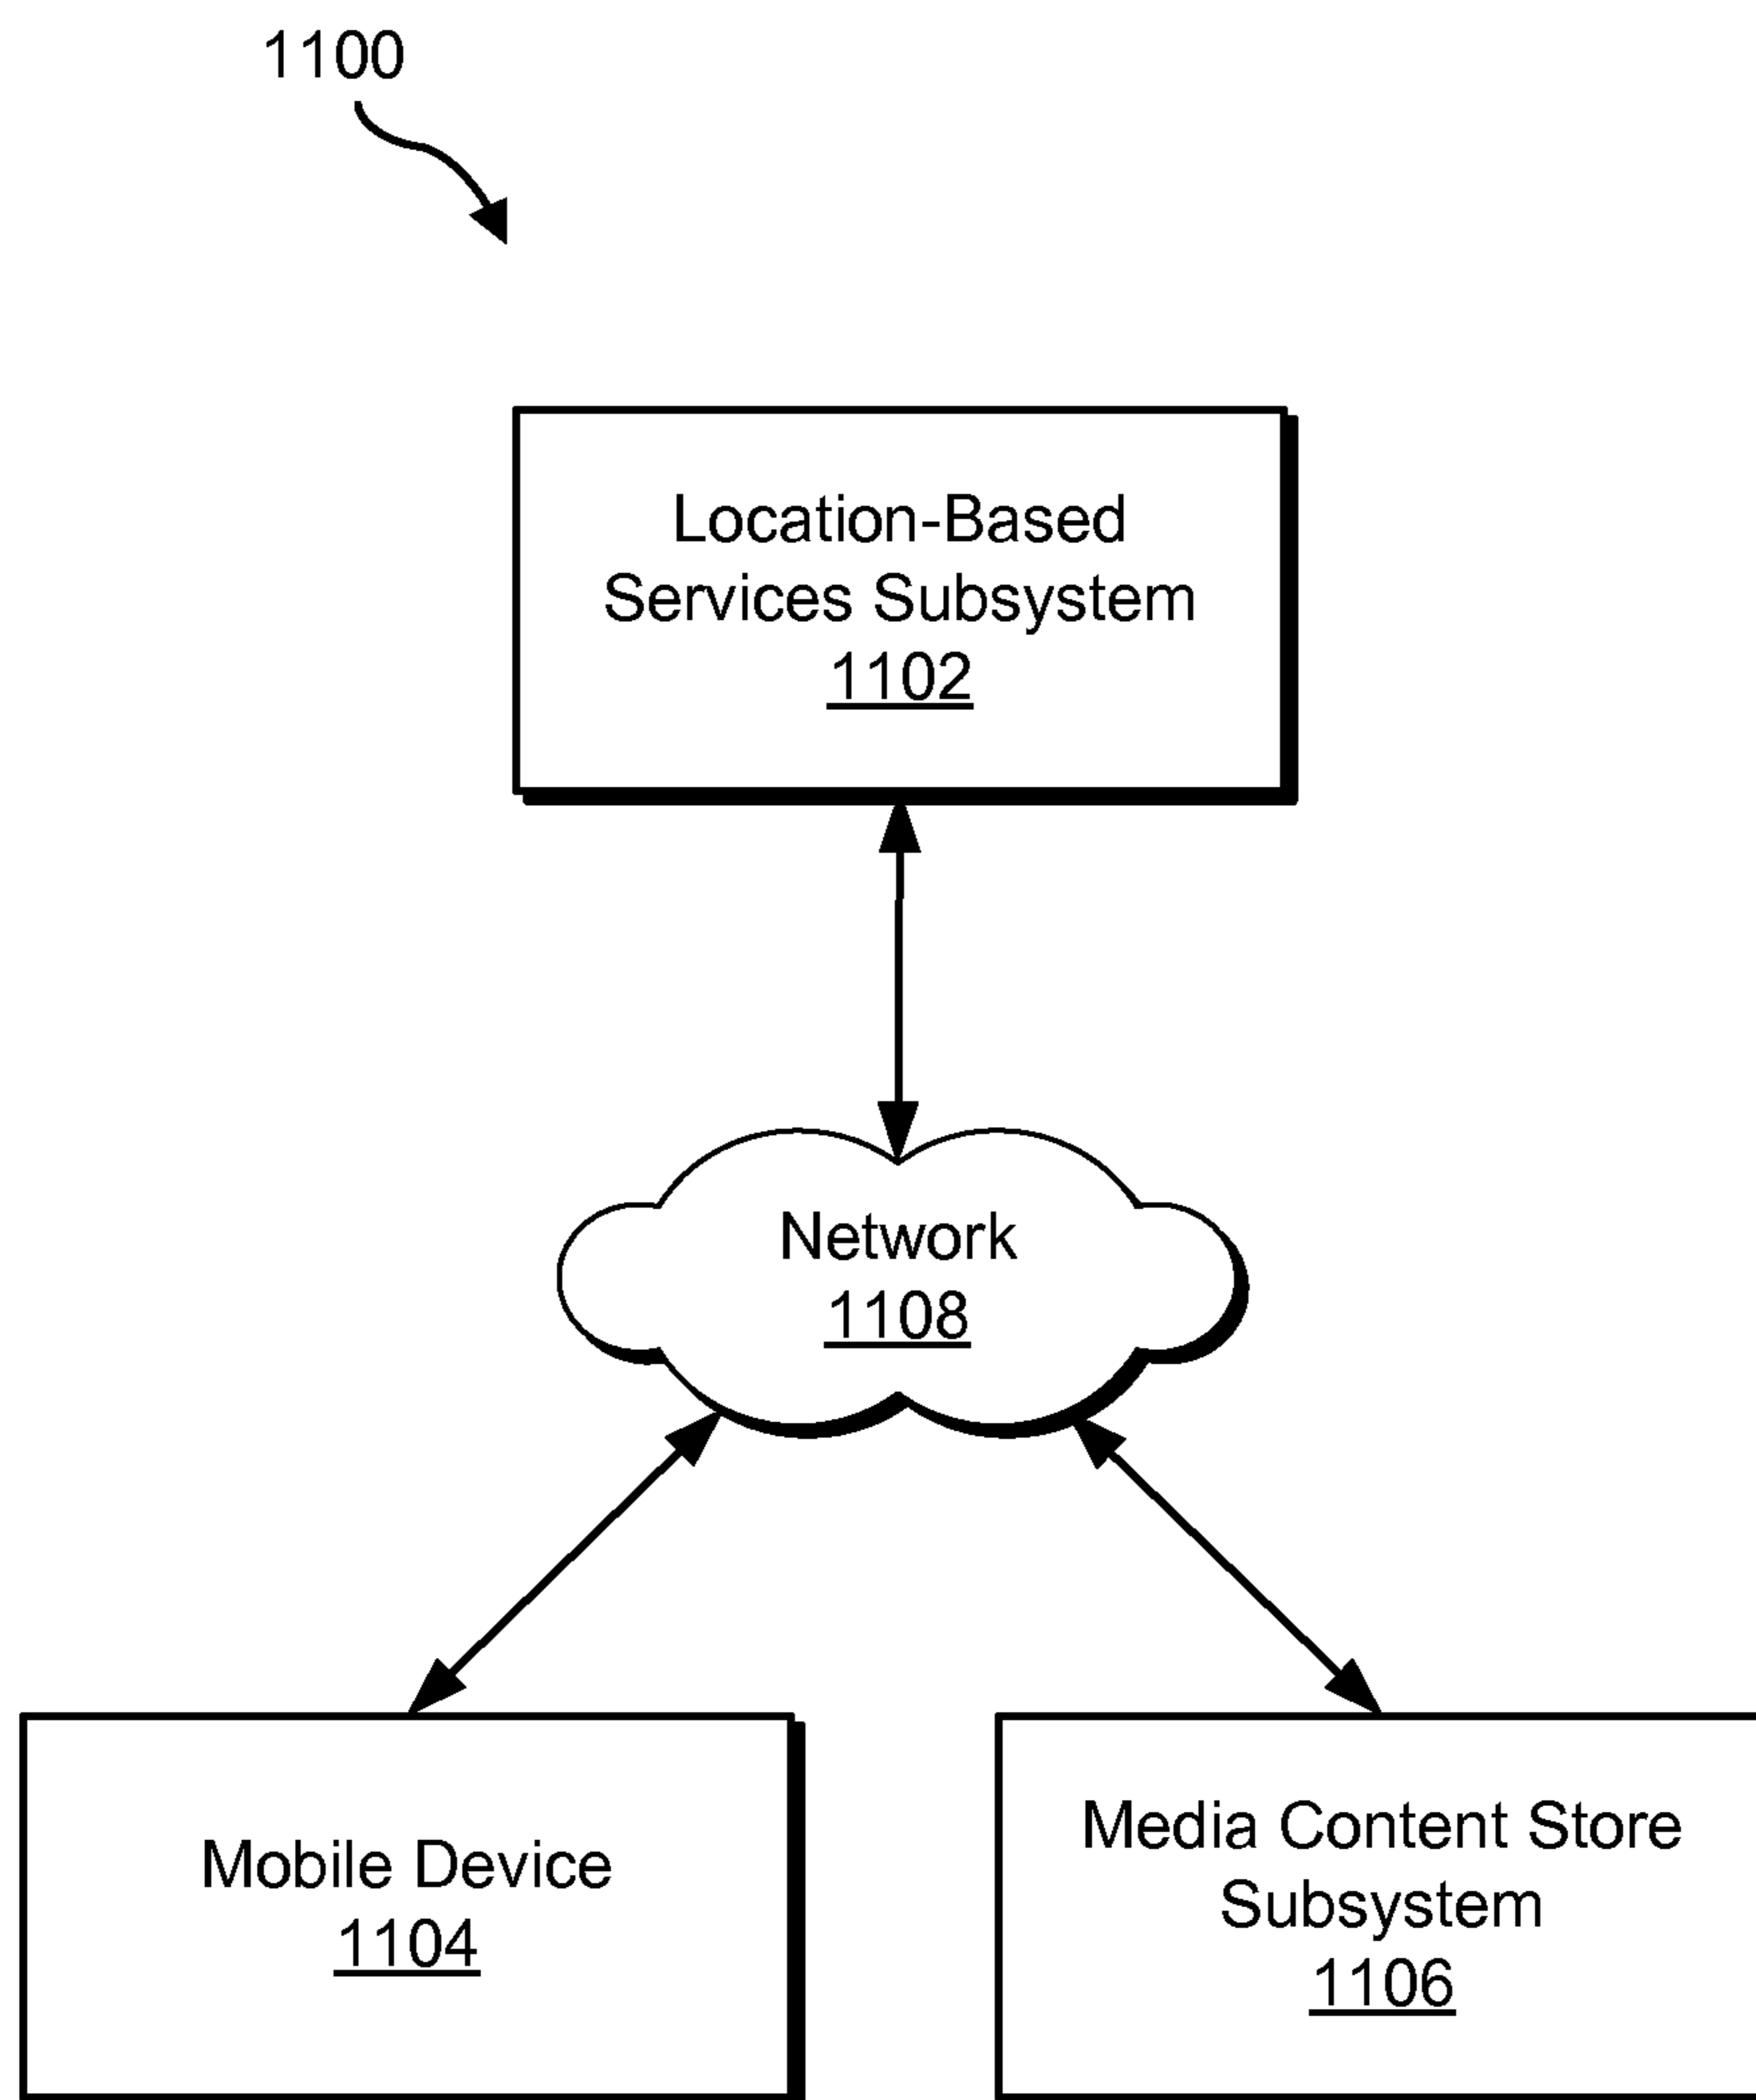 1100
Location-Based
Services Subsystem
1102
Network
1108
Mobile Device
1104
Media Content Store
Subsystem
1106